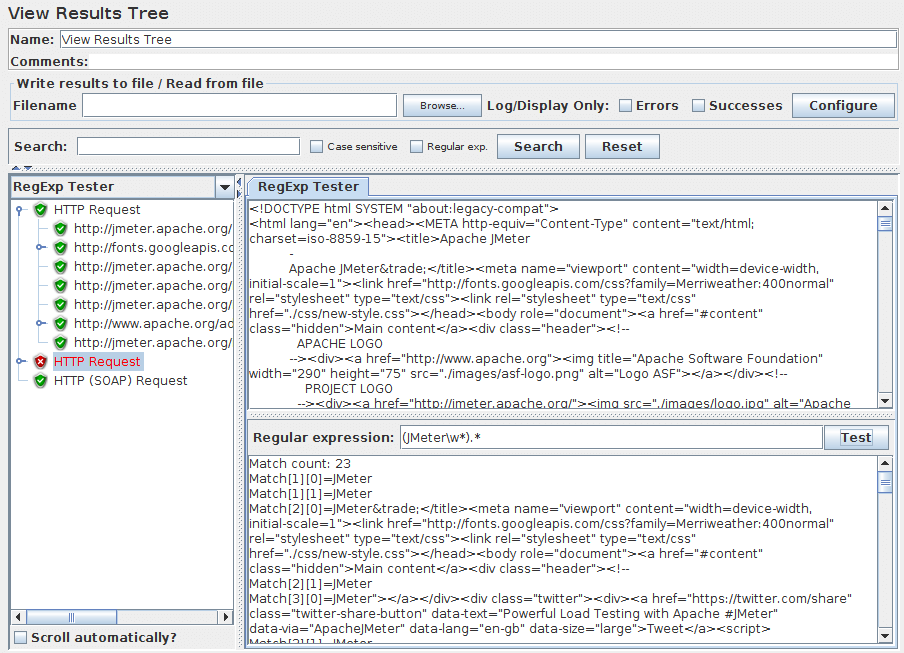 View Results Tree
Name: View Results Tree
Comments:
Write results to file / Read from file
Filename Browse... Log/Display Only: Errors Successes Configure
Search: Case sensitive Regular exp. Search Reset
RegExp Tester
HTTP Request
http://jmeter.apache.org/
http://fonts.googleapis.co
http://jmeter.apache.org/
http://jmeter.apache.org/
http://jmeter.apache.org/
http://www.apache.org/ad
http://jmeter.apache.org/
HTTP Request
HTTP (SOAP) Request
Scroll automatically?
RegExp Tester
<!DOCTYPE html SYSTEM "about:legacy-compat">
<html lang="en"><head><META http-equiv="Content-Type" content="text/html;
charset=iso-8859-15"><title>Apache JMeter
-
Apache JMeter&trade;</title><meta name="viewport" content="width=device-width,
initial-scale=1"><link href="http://fonts.googleapis.com/css?family=Merriweather:400normal"
rel="stylesheet" type="text/css"><link rel="stylesheet" type="text/css"
href="./css/new-style.css"></head><body role="document"><a href="#content"
class="hidden">Main content</a><div class="header"><!--
APACHE LOGO
--><div><a href="http://www.apache.org"><img title="Apache Software Foundation"
width="290" height="75" src="./images/asf-logo.png" alt="Logo ASF"></a></div><!--
PROJECT LOGO
--><div><a href="http://jmeter.apache.org/"><img src="./images/logo.jpg" alt="Apache
Regular expression: (JMeter\w*).* Test
Match count: 23
Match[1][0]=JMeter
Match[1][1]=JMeter
Match[2][0]=JMeter&trade;</title><meta name="viewport" content="width=device-width,
initial-scale=1"><link href="http://fonts.googleapis.com/css?family=Merriweather:400normal"
rel="stylesheet" type="text/css"><link rel="stylesheet" type="text/css"
href="./css/new-style.css"></head><body role="document"><a href="#content"
class="hidden">Main content</a><div class="header"><!--
Match[2][1]=JMeter
Match[3][0]=JMeter"></a></div><div class="twitter"><div><a href="https://twitter.com/share"
class="twitter-share-button" data-text="Powerful Load Testing with Apache #JMeter"
data-via="ApacheJMeter" data-lang="en-gb" data-size="large">Tweet</a><script>
Match[3][1]=JMeter